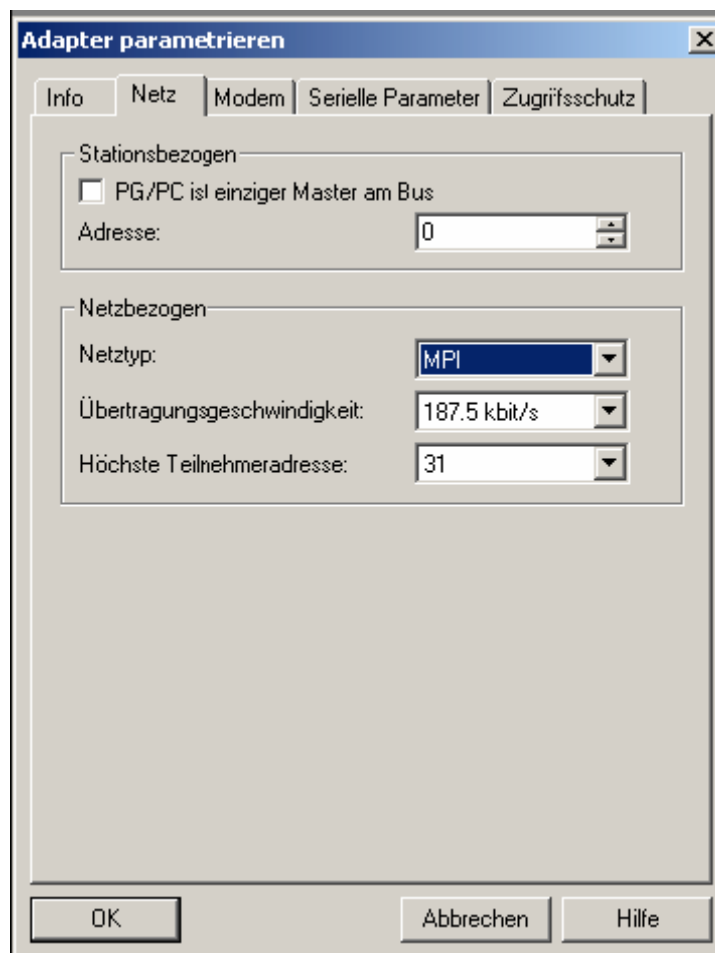 Adapter parametrieren
Info Netz Modem Serielle Parameter Zugriffsschutz
Stationsbezogen
PG/PC ist einziger Master am Bus
Adresse: 0
Netzbezogen
Netztyp: MPI
Übertragungsgeschwindigkeit: 187.5 kbit/s
Höchste Teilnehmeradresse: 31
OK Abbrechen Hilfe